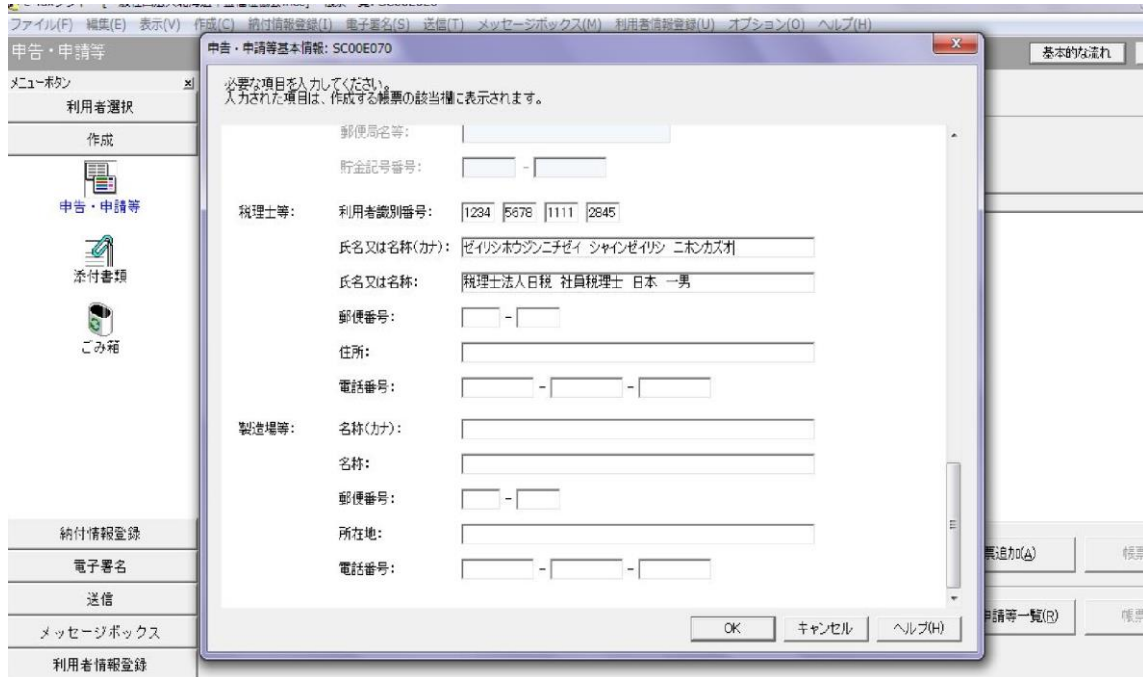 ファイル(F) 編集(E) 表示(V) 作成(C) 納付情報登録(I) 電子署名(S) 送信(T) メッセージボックス(M) 利用者情報登録(U) オプション(O) ヘルプ(H)
申告・申請等
基本的な流れ
メニューボタン
利用者選択
作成
申告・申請等
添付書類
ごみ箱
納付情報登録
電子署名
送信
メッセージボックス
利用者情報登録
申告・申請等基本情報: SC00E070
必要な項目を入力してください。
入力された項目は、作成する帳票の該当欄に表示されます。
郵便局名等:
貯金記号番号: -
税理士等: 利用者識別番号: 1234 5678 1111 2845
氏名又は名称(カナ): ゼイリシホウジンニチゼイ シャインゼイリシ ニホンカズオ
氏名又は名称: 税理士法人日税 社員税理士 日本 一男
郵便番号: -
住所:
電話番号: - -
製造場等: 名称(カナ):
名称:
郵便番号: -
所在地:
電話番号: - -
OK キャンセル ヘルプ(H)
票追加(A)
申請等一覧(R)